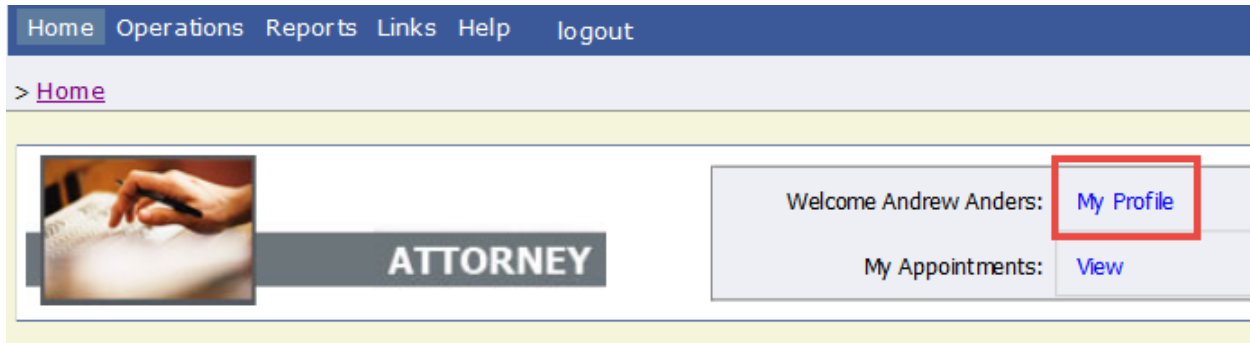 Home Operations Reports Links Help logout
> Home
ATTORNEY
Welcome Andrew Anders: My Profile
My Appointments: View